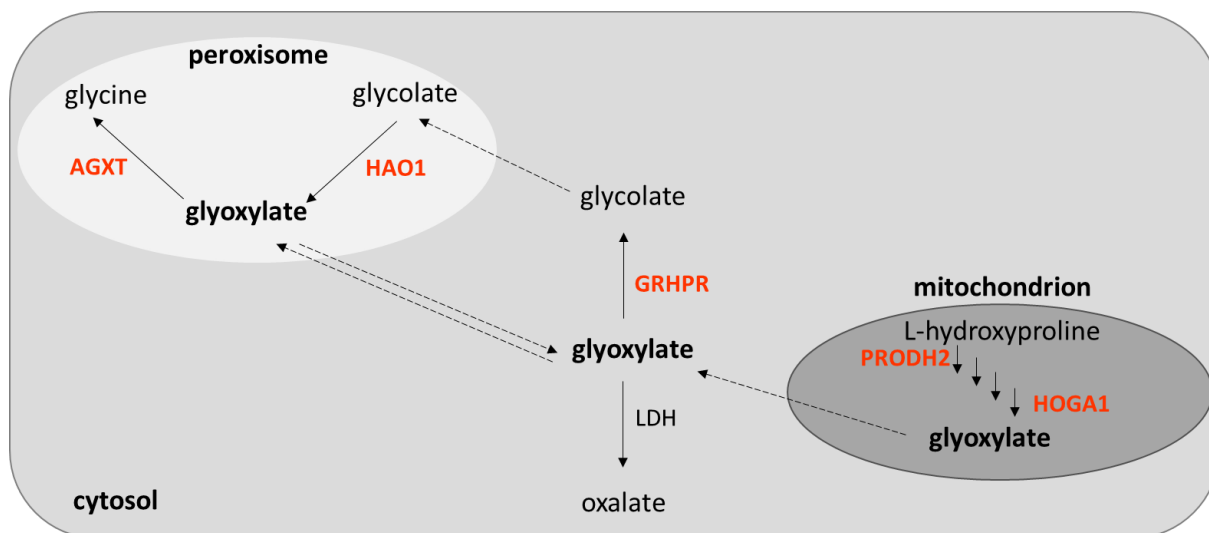 peroxisome
glycine
glycolate
AGXT
HAO1
glyoxylate
glycolate
GRHPR
glyoxylate
LDH
oxalate
mitochondrion
L-hydroxyproline
PRODH2
HOGA1
glyoxylate
cytosol